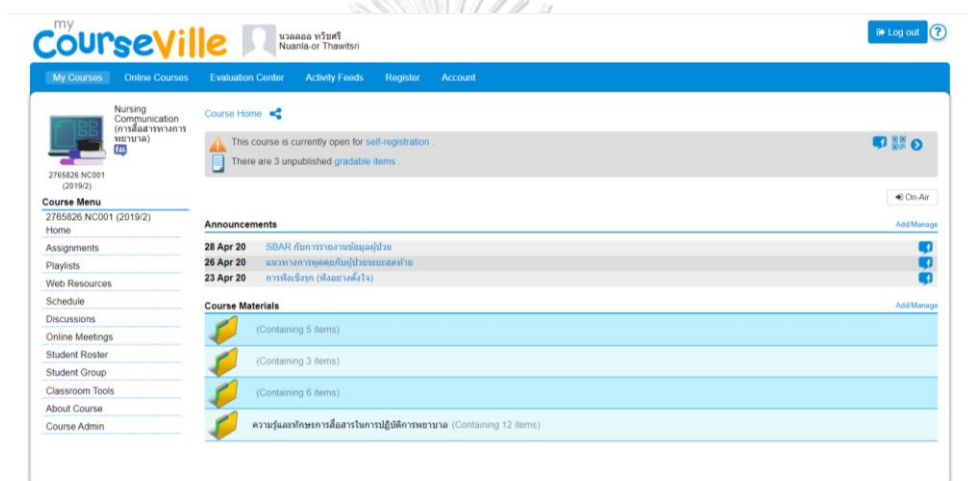 my
courseville
นวลลออ ทวิชศรี
Nuanla-or Thawitsri
Log out
?
My Courses Online Courses Evaluation Center Activity Feeds Register Account
Nursing
Communication
(การสื่อสารทางการ
พยาบาล)
2765826.NC001
(2019/2)
Course Menu
2765826.NC001 (2019/2)
Home
Assignments
Playlists
Web Resources
Schedule
Discussions
Online Meetings
Student Roster
Student Group
Classroom Tools
About Course
Course Admin
Course Home
This course is currently open for self-registration .
There are 3 unpublished gradable items .
On-Air
Announcements Add/Manage
28 Apr 20 SBAR กับการรายงานข้อมูลผู้ป่วย
26 Apr 20 แนวทางการพูดคุยกับผู้ป่วยระยะสุดท้าย
23 Apr 20 การฟังเชิงรุก (ฟังอย่างตั้งใจ)
Course Materials Add/Manage
(Containing 5 items)
(Containing 3 items)
(Containing 6 items)
ความรู้และทักษะการสื่อสารในการปฏิบัติการพยาบาล (Containing 12 items)